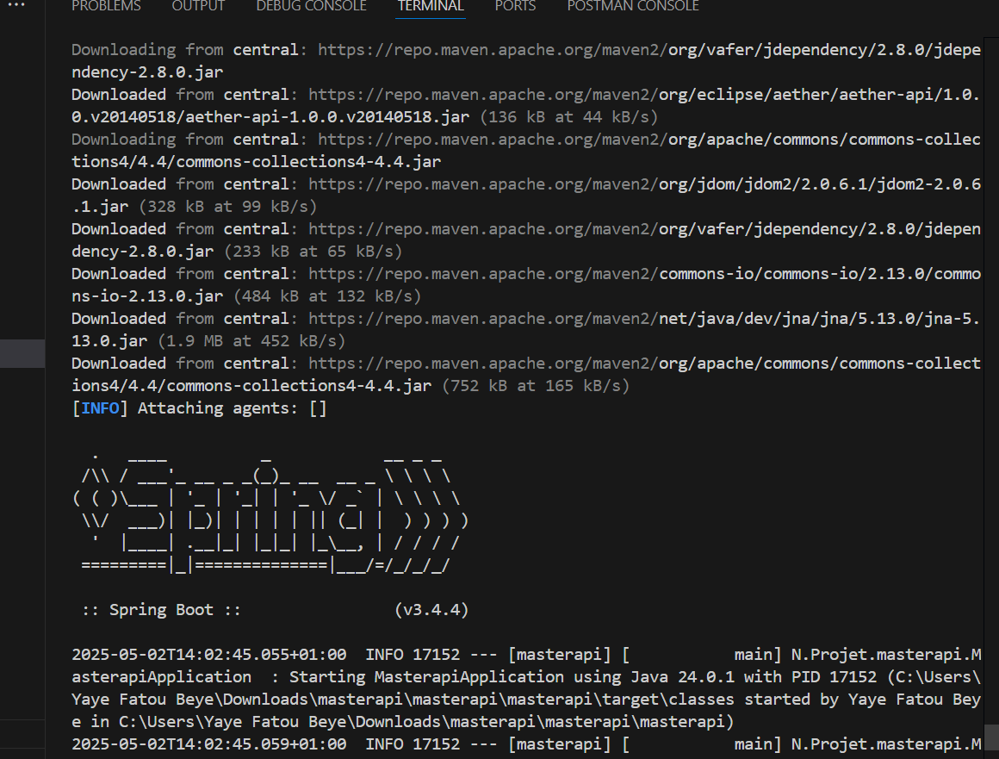 PROBLEMS OUTPUT DEBUG CONSOLE TERMINAL PORTS POSTMAN CONSOLE
Downloading from central: https://repo.maven.apache.org/maven2/org/vafer/jdependency/2.8.0/jdepe
ndency-2.8.0.jar
Downloaded from central: https://repo.maven.apache.org/maven2/org/eclipse/aether/aether-api/1.0.
0.v20140518/aether-api-1.0.0.v20140518.jar (136 kB at 44 kB/s)
Downloading from central: https://repo.maven.apache.org/maven2/org/apache/commons/commons-collec
tions4/4.4/commons-collections4-4.4.jar
Downloaded from central: https://repo.maven.apache.org/maven2/org/jdom/jdom2/2.0.6.1/jdom2-2.0.6
.1.jar (328 kB at 99 kB/s)
Downloaded from central: https://repo.maven.apache.org/maven2/org/vafer/jdependency/2.8.0/jdepen
dency-2.8.0.jar (233 kB at 65 kB/s)
Downloaded from central: https://repo.maven.apache.org/maven2/commons-io/commons-io/2.13.0/commo
ns-io-2.13.0.jar (484 kB at 132 kB/s)
Downloaded from central: https://repo.maven.apache.org/maven2/net/java/dev/jna/jna/5.13.0/jna-5.
13.0.jar (1.9 MB at 452 kB/s)
Downloaded from central: https://repo.maven.apache.org/maven2/org/apache/commons/commons-collect
ions4/4.4/commons-collections4-4.4.jar (752 kB at 165 kB/s)
[INFO] Attaching agents: []
  .   ____          _            __ _ _
 /\\ / ___'_ __ _ _(_)_ __  __ _ \ \ \ \
( ( )\___ | '_ | '_| | '_ \/ _` | \ \ \ \
 \\/  ___)| |_)| | | | | || (_| |  ) ) ) )
  '  |____| .__|_| |_|_| |_\__, | / / / /
 =========|_|==============|___/=/_/_/_/
 :: Spring Boot ::                (v3.4.4)
2025-05-02T14:02:45.055+01:00  INFO 17152 --- [masterapi] [           main] N.Projet.masterapi.M
asterapiApplication  : Starting MasterapiApplication using Java 24.0.1 with PID 17152 (C:\Users\
Yaye Fatou Beye\Downloads\masterapi\masterapi\masterapi\target\classes started by Yaye Fatou Bey
e in C:\Users\Yaye Fatou Beye\Downloads\masterapi\masterapi\masterapi)
2025-05-02T14:02:45.059+01:00  INFO 17152 --- [masterapi] [           main] N.Projet.masterapi.M